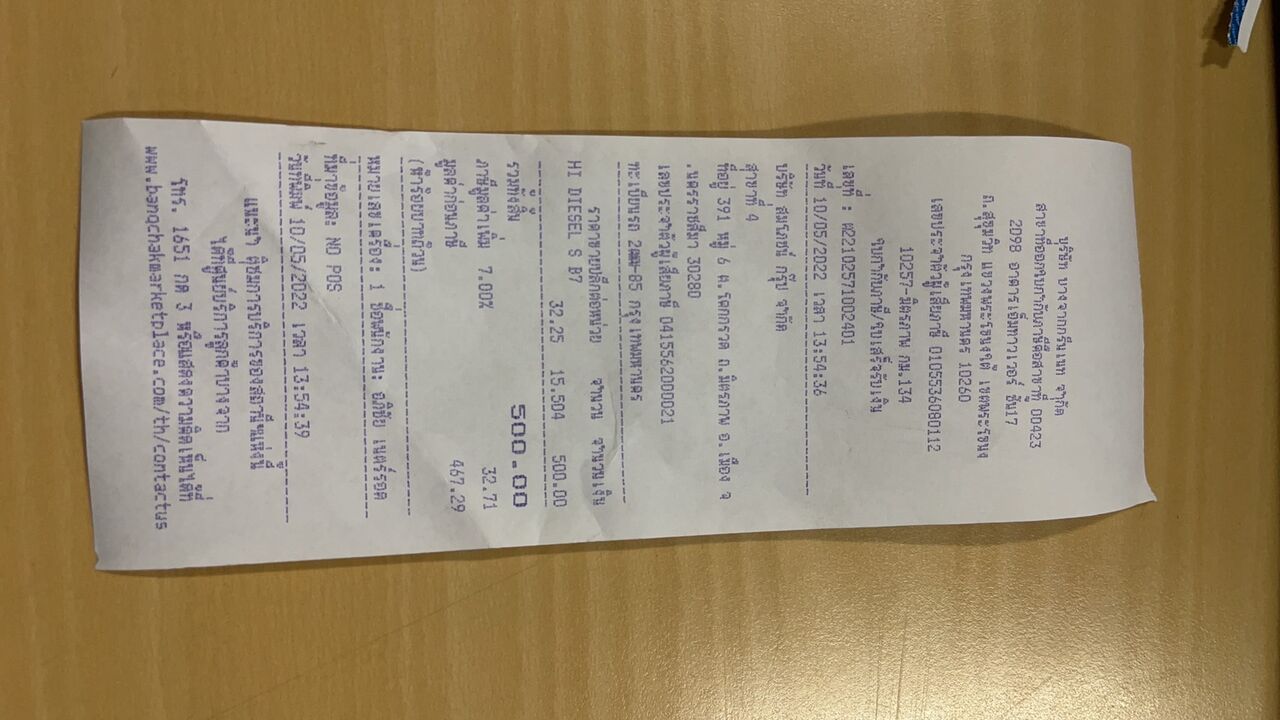 บริษัท บางจากกรีนเนท จำกัด
สาขาที่ออกใบกำกับภาษีคือสาขาที่ 00423
2098 อาคารเอ็มทาวเวอร์ ชั้น17
ถ.สุขุมวิท แขวงพระโขนงใต้ เขตพระโขนง
กรุงเทพมหานคร 10260
เลขประจำตัวผู้เสียภาษี 0105536080112
10257-มิตรภาพ กม.134
ใบกำกับภาษี/ใบเสร็จรับเงิน
เลขที่ : 22102571002401
วันที่ 10/05/2022 เวลา 13:54:36
บริษัท สมรภชน์ กรุ๊ป จำกัด
สาขาที่ 4
ที่อยู่ 391 หมู่ 6 ต.โคกกรวด ถ.มิตรภาพ อ.เมือง จ
.นครราชสีมา 30280
เลขประจำตัวผู้เสียภาษี 0415562000021
ทะเบียนรถ 2ฒฒ-85 กรุงเทพมหานคร
ราคาขายปลีกต่อหน่วย จำนวน จำนวนเงิน
HI DIESEL S B7
32.25 15.504 500.00
รวมทั้งสิ้น 500.00
ภาษีมูลค่าเพิ่ม 7.00% 32.71
มูลค่าก่อนภาษี 467.29
(ห้าร้อยบาทถ้วน)
หมายเลขเครื่อง: 1 ชื่อพนักงาน: อภิชัย เนตร์รอด
ที่มาข้อมูล: NO POS
วันที่พิมพ์ 10/05/2022 เวลา 13:54:39
แนะนำ ติชมการบริการของสถานีแห่งนี้
ได้ที่ศูนย์บริการลูกค้าบางจาก
โทร. 1651 กด 3 หรือแสดงความคิดเห็นได้ที่
www.bangchakmarketplace.com/th/contactus